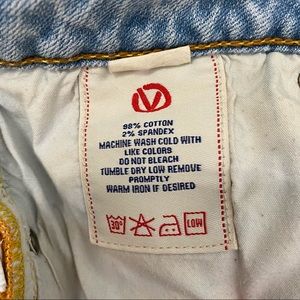 V
98% COTTON
2% SPANDEX
MACHINE WASH COLD WITH
LIKE COLORS
DO NOT BLEACH
TUMBLE DRY LOW REMOVE
PROMPTLY
WARM IRON IF DESIRED
30° LOW